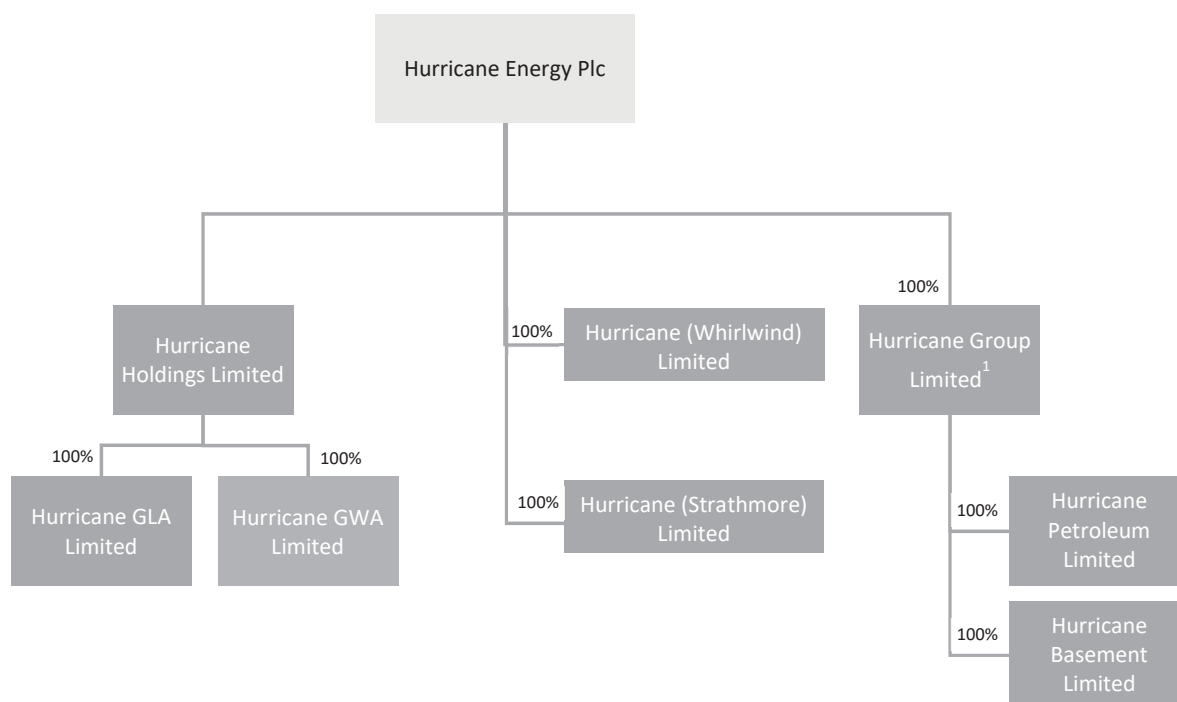 Hurricane Energy Plc
100%
Hurricane
Holdings Limited
100%
Hurricane (Whirlwind)
Limited
Hurricane Group
Limited1
100%
100%
Hurricane GLA
Limited
Hurricane GWA
Limited
100%
Hurricane (Strathmore)
Limited
100%
Hurricane
Petroleum
Limited
100%
Hurricane
Basement
Limited